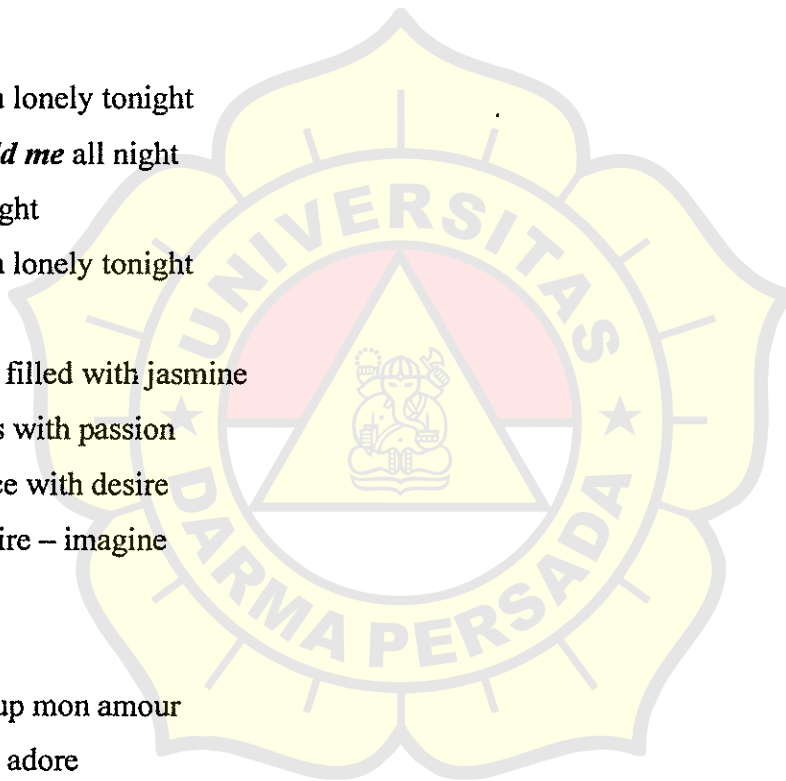 lonely tonight
d me all night
ght
lonely tonight
filled with jasmine
s with passion
ce with desire
ire – imagine
up mon amour
adore
UNIVERSITAS
DARMA PERSADA